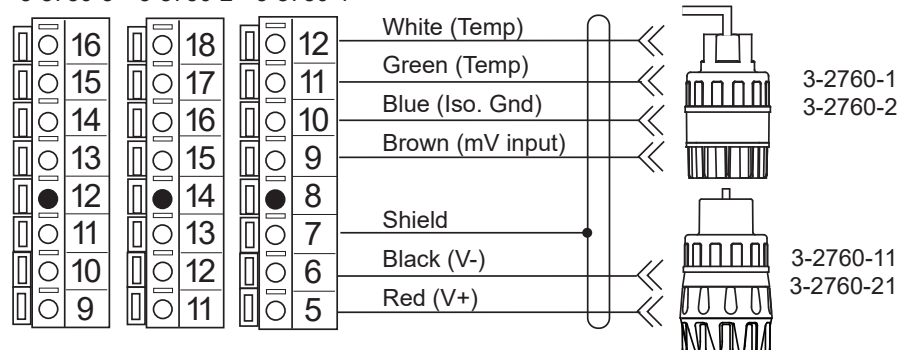 16 18 12 White (Temp)
15 17 11 Green (Temp) 3-2760-1
14 16 10 Blue (Iso. Gnd) 3-2760-2
13 15 9 Brown (mV input)
12 14 8
11 13 7 Shield
10 12 6 Black (V-) 3-2760-11
9 11 5 Red (V+) 3-2760-21